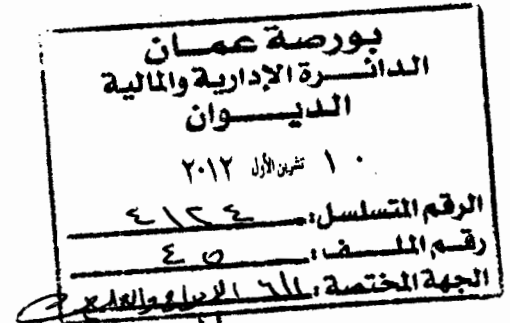 بورصة عمان
الدائرة الإدارية والمالية
الديوان
١٠ تشرين الأول ٢٠١٢
الرقم المتسلسل: ٤١٢٤
رقم الملف: ٤٥
الجهة المختصة: